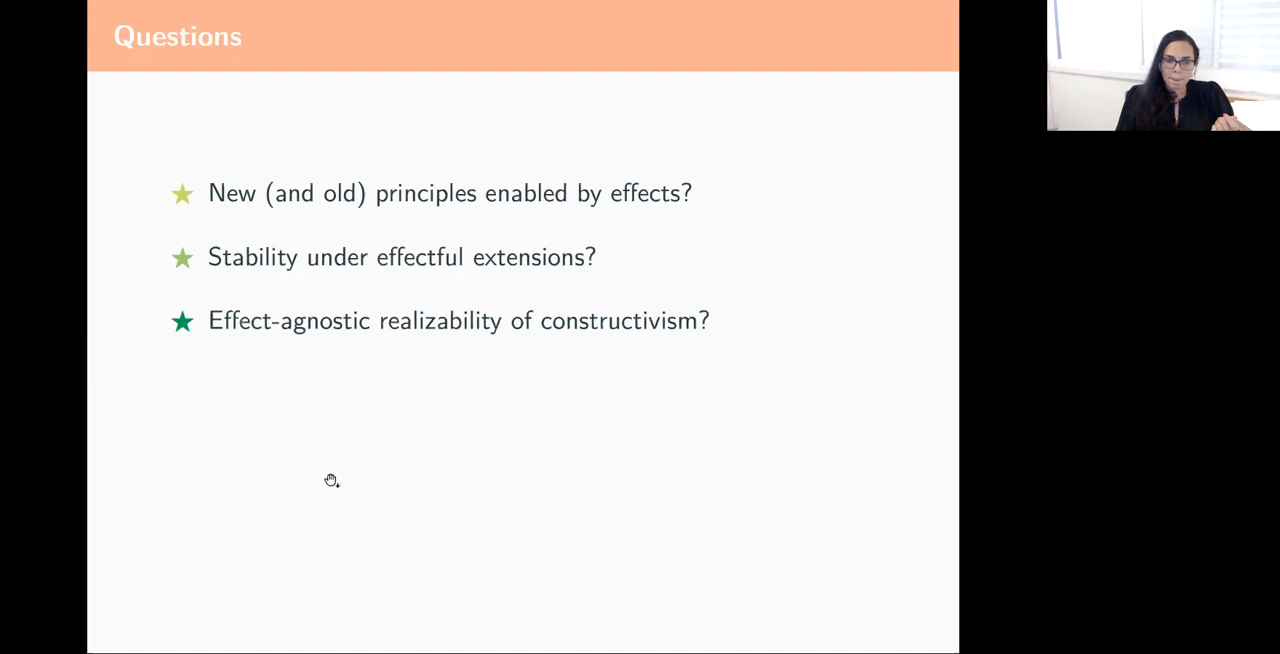 Questions
New (and old) principles enabled by effects?
Stability under effectful extensions?
Effect-agnostic realizability of constructivism?